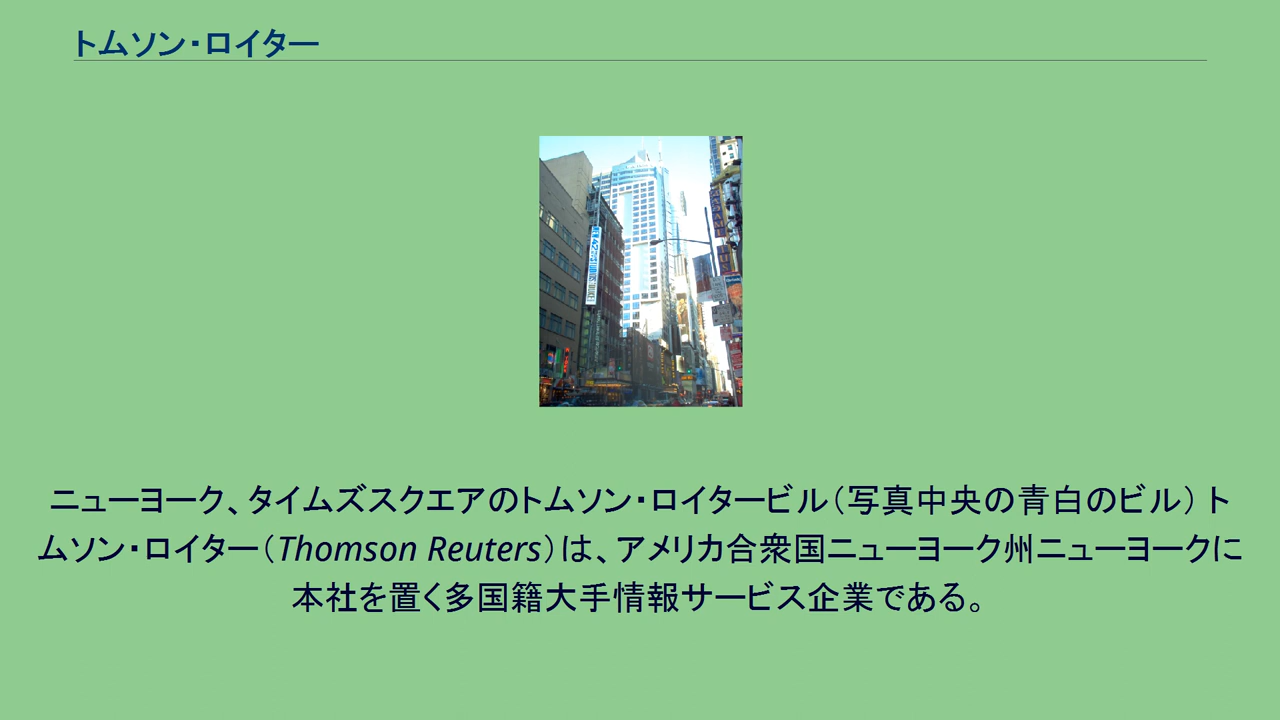 トムソン・ロイター
ニューヨーク、タイムズスクエアのトムソン・ロイタービル（写真中央の青白のビル） ト
ムソン・ロイター（Thomson Reuters）は、アメリカ合衆国ニューヨーク州ニューヨークに
本社を置く多国籍大手情報サービス企業である。